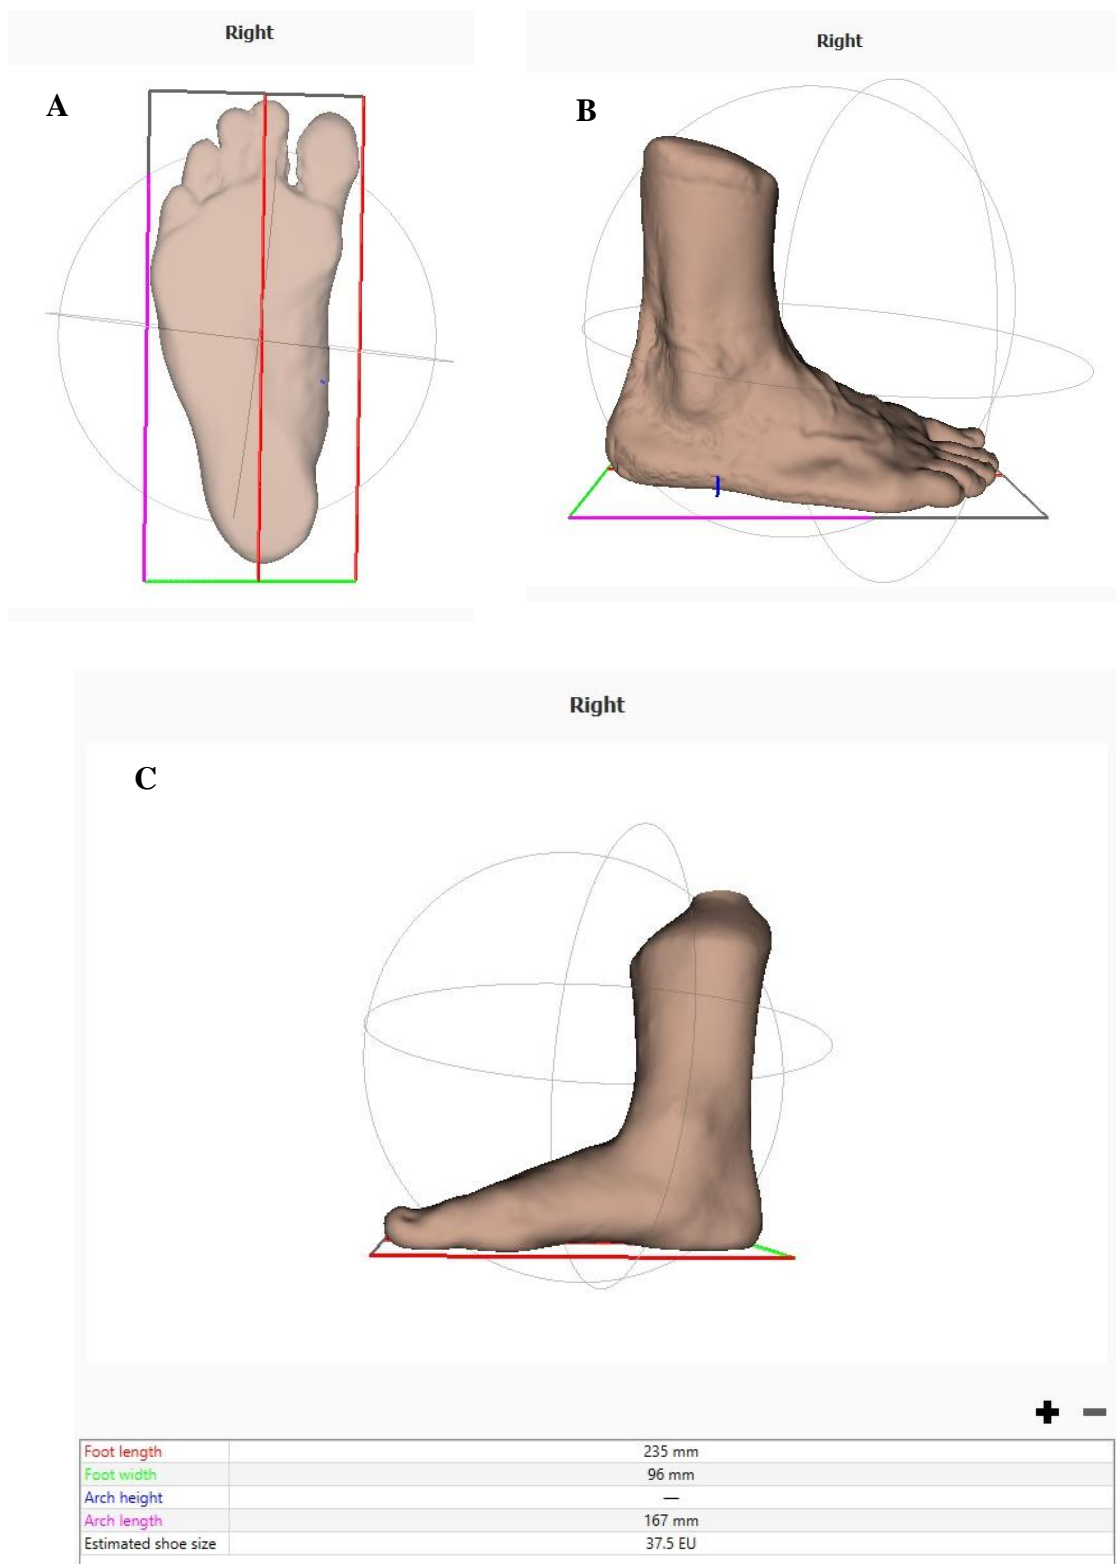 Right
A
Right
B
Right
C
Foot length 235 mm
Foot width 96 mm
Arch height —
Arch length 167 mm
Estimated shoe size 37.5 EU